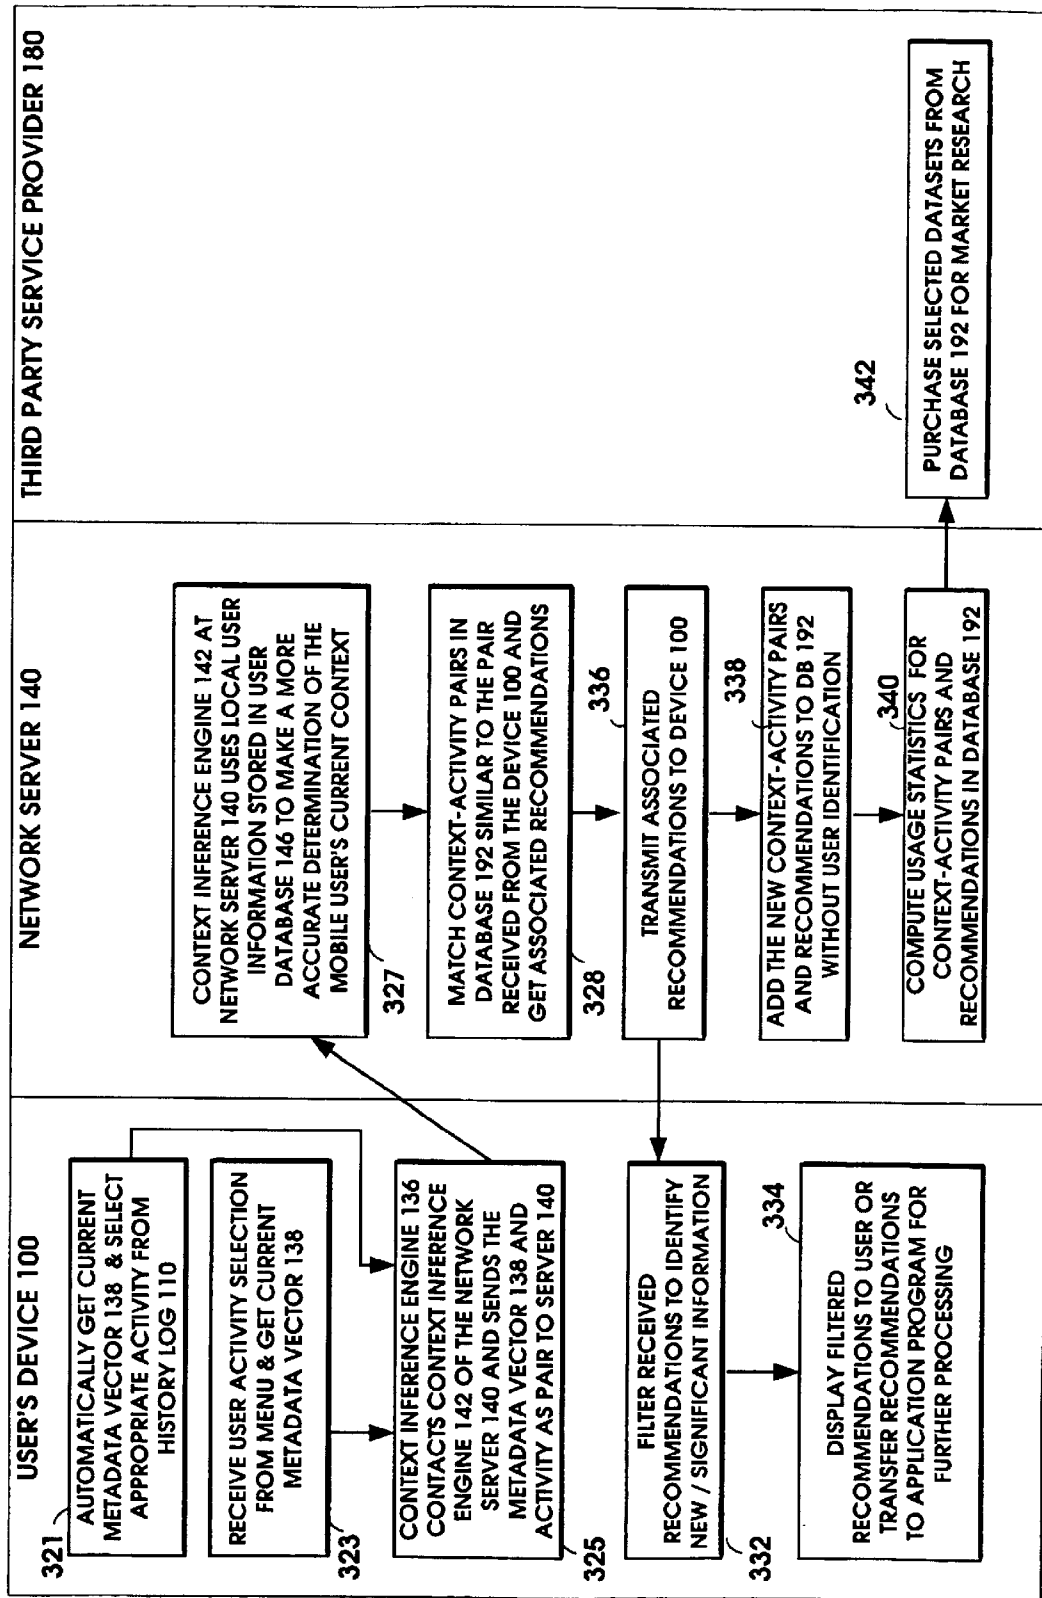 USER'S DEVICE 100
321
AUTOMATICALLY GET CURRENT
METADATA VECTOR 138 & SELECT
APPROPRIATE ACTIVITY FROM
HISTORY LOG 110
RECEIVE USER ACTIVITY SELECTION
FROM MENU & GET CURRENT
METADATA VECTOR 138
323
CONTEXT INFERENCE ENGINE 136
CONTACTS CONTEXT INFERENCE
ENGINE 142 OF THE NETWORK
SERVER 140 AND SENDS THE
METADATA VECTOR 138 AND
ACTIVITY AS PAIR TO SERVER 140
325
FILTER RECEIVED
RECOMMENDATIONS TO IDENTIFY
NEW / SIGNIFICANT INFORMATION
332
334
DISPLAY FILTERED
RECOMMENDATIONS TO USER OR
TRANSFER RECOMMENDATIONS
TO APPLICATION PROGRAM FOR
FURTHER PROCESSING
NETWORK SERVER 140
CONTEXT INFERENCE ENGINE 142 AT
NETWORK SERVER 140 USES LOCAL USER
INFORMATION STORED IN USER
DATABASE 146 TO MAKE A MORE
ACCURATE DETERMINATION OF THE
MOBILE USER'S CURRENT CONTEXT
327
MATCH CONTEXT-ACTIVITY PAIRS IN
DATABASE 192 SIMILAR TO THE PAIR
RECEIVED FROM THE DEVICE 100 AND
GET ASSOCIATED RECOMMENDATIONS
328
336
TRANSMIT ASSOCIATED
RECOMMENDATIONS TO DEVICE 100
338
ADD THE NEW CONTEXT-ACTIVITY PAIRS
AND RECOMMENDATIONS TO DB 192
WITHOUT USER IDENTIFICATION
340
COMPUTE USAGE STATISTICS FOR
CONTEXT-ACTIVITY PAIRS AND
RECOMMENDATIONS IN DATABASE 192
THIRD PARTY SERVICE PROVIDER 180
342
PURCHASE SELECTED DATASETS FROM
DATABASE 192 FOR MARKET RESEARCH